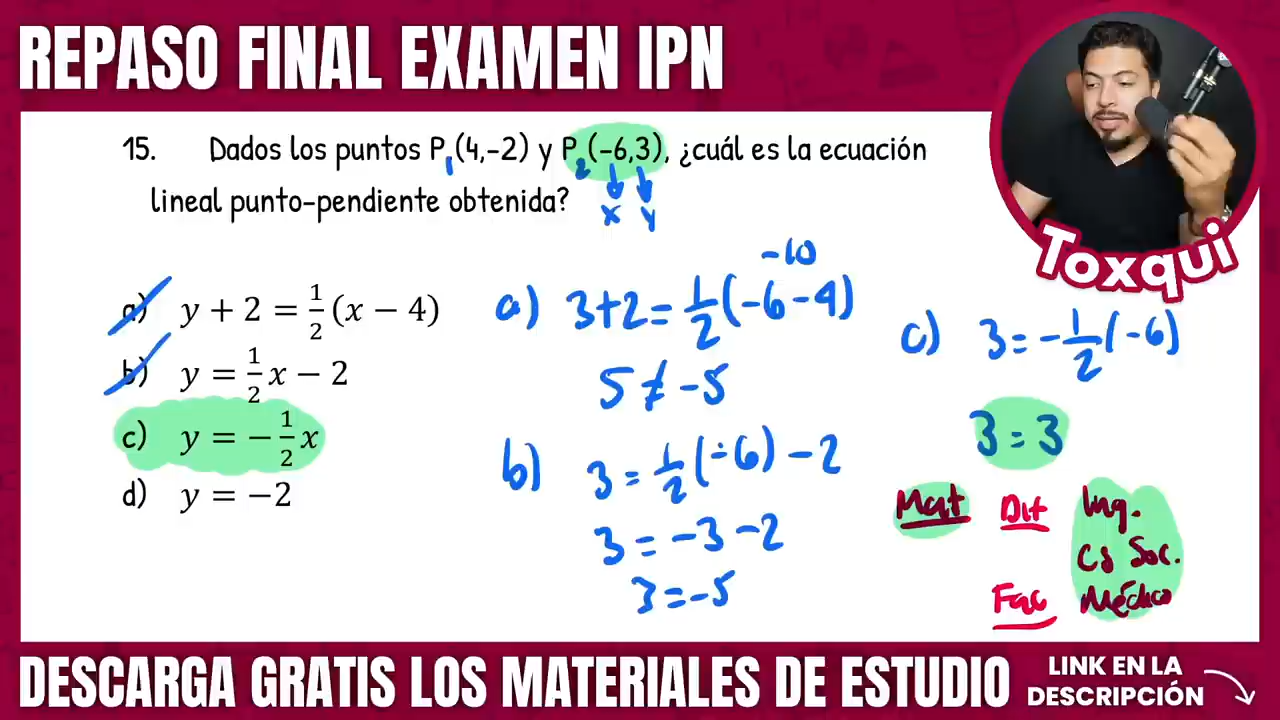 REPASO FINAL EXAMEN IPN
15. Dados los puntos P₁(4,-2) y P₂(-6,3), ¿cuál es la ecuación
lineal punto-pendiente obtenida?
x y
a) y + 2 = 1/2 (x − 4)
b) y = 1/2 x − 2
c) y = − 1/2 x
d) y = −2
-10
a) 3+2 = 1/2 (-6-4)
5 ≠ -5
b) 3 = 1/2 (-6) - 2
3 = -3 -2
3 = -5
c) 3 = - 1/2 (-6)
3 = 3
Mat Dif Ing.
Cs Soc.
Fac Médico
Toxqui
DESCARGA GRATIS LOS MATERIALES DE ESTUDIO
LINK EN LA
DESCRIPCIÓN